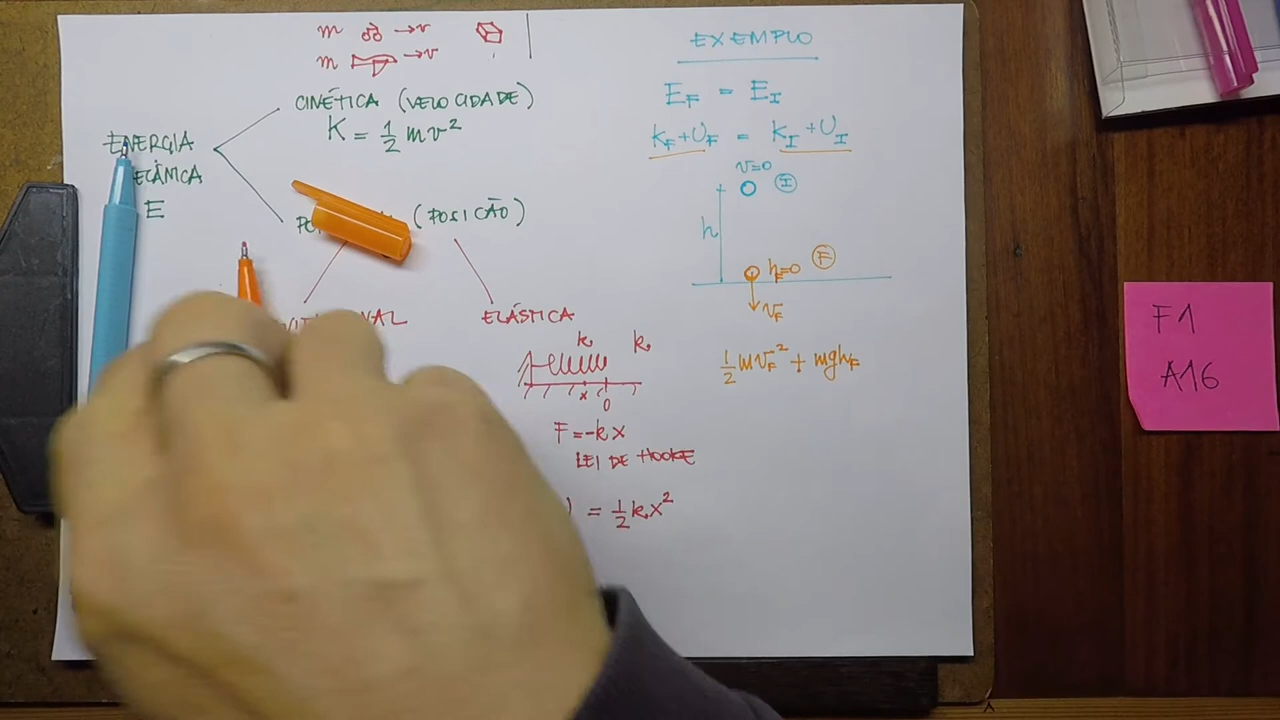 m → v
m → v
CINÉTICA (VELOCIDADE)
K = 1/2 mv²
ENERGIA
E
(POSIÇÃO)
ELÁSTICA
k k
x 0
F = -kx
LEI DE HOOKE
= 1/2 kx²
EXEMPLO
E_F = E_I
K_F + U_F = K_I + U_I
v=0
I
h
h_F=0 F
v_F
1/2 mv_F² + mgh_F
F1
A16